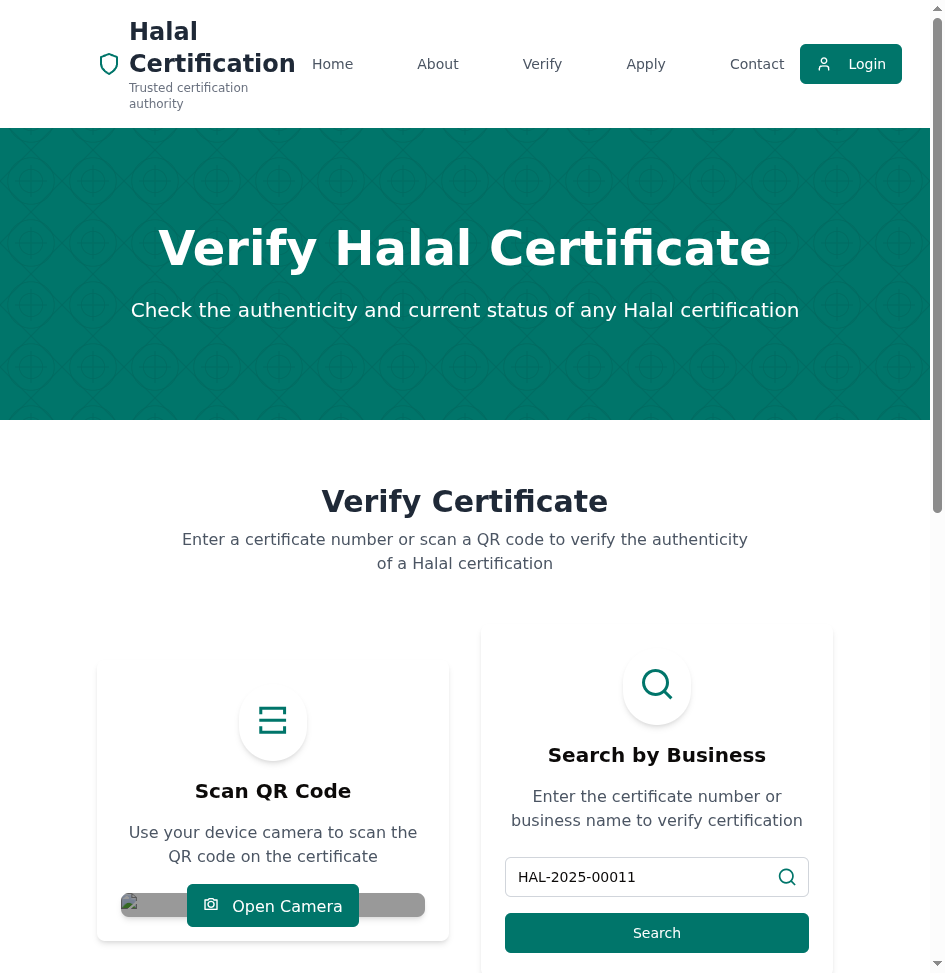 Halal
Certification
Trusted certification
authority
Home
About
Verify
Apply
Contact
Login
Verify Halal Certificate
Check the authenticity and current status of any Halal certification
Verify Certificate
Enter a certificate number or scan a QR code to verify the authenticity
of a Halal certification
Scan QR Code
Use your device camera to scan the
QR code on the certificate
Open Camera
Search by Business
Enter the certificate number or
business name to verify certification
HAL-2025-00011
Search